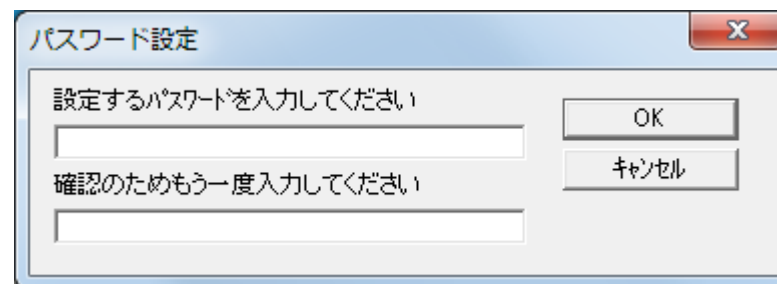 パスワード設定
設定するﾊﾟｽﾜｰﾄﾞを入力してください
OK
ｷｬﾝｾﾙ
確認のためもう一度入力してください